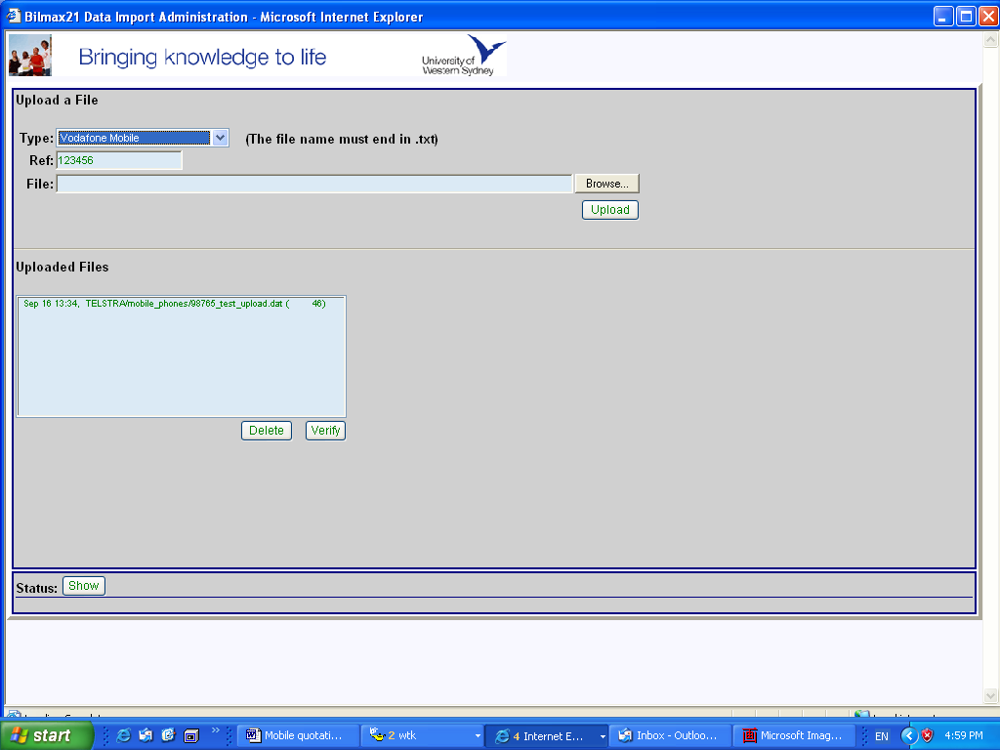 Bilmax21 Data Import Administration - Microsoft Internet Explorer
Bringing knowledge to life
University of
Western Sydney
Upload a File
Type: Vodafone Mobile (The file name must end in .txt)
Ref: 123456
File: Browse...
Upload
Uploaded Files
Sep 16 13:34, TELSTRA/mobile_phones/98765_test_upload.dat ( 46)
Delete Verify
Status: Show
start Mobile quotati... 2 wtk 4 Internet E... Inbox - Outloo... Microsoft Imag... EN 4:59 PM